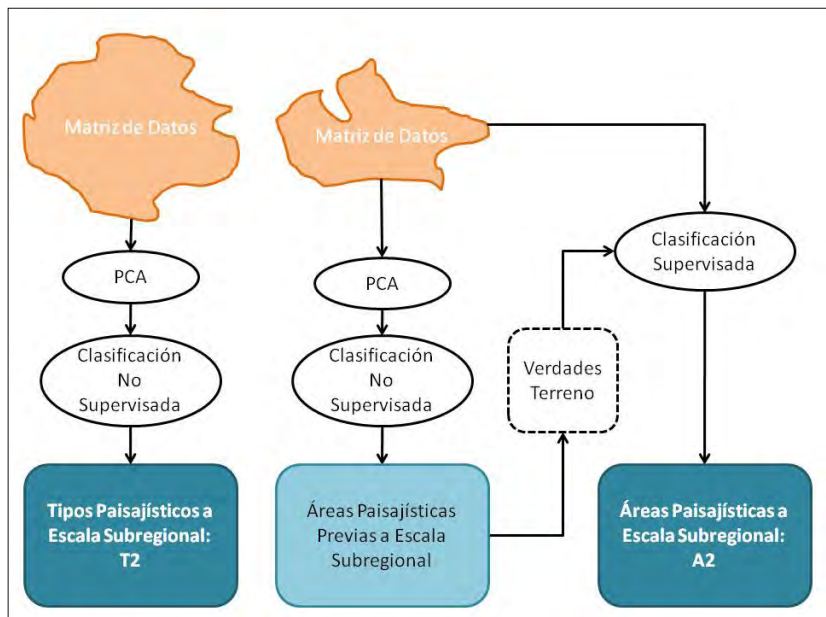 Matriz de Datos
PCA
Clasificación
No
Supervisada
Tipos Paisajísticos a
Escala Subregional:
T2
Matriz de Datos
PCA
Clasificación
No
Supervisada
Áreas Paisajísticas
Previas a Escala
Subregional
Verdades
Terreno
Clasificación
Supervisada
Áreas Paisajísticas a
Escala Subregional:
A2